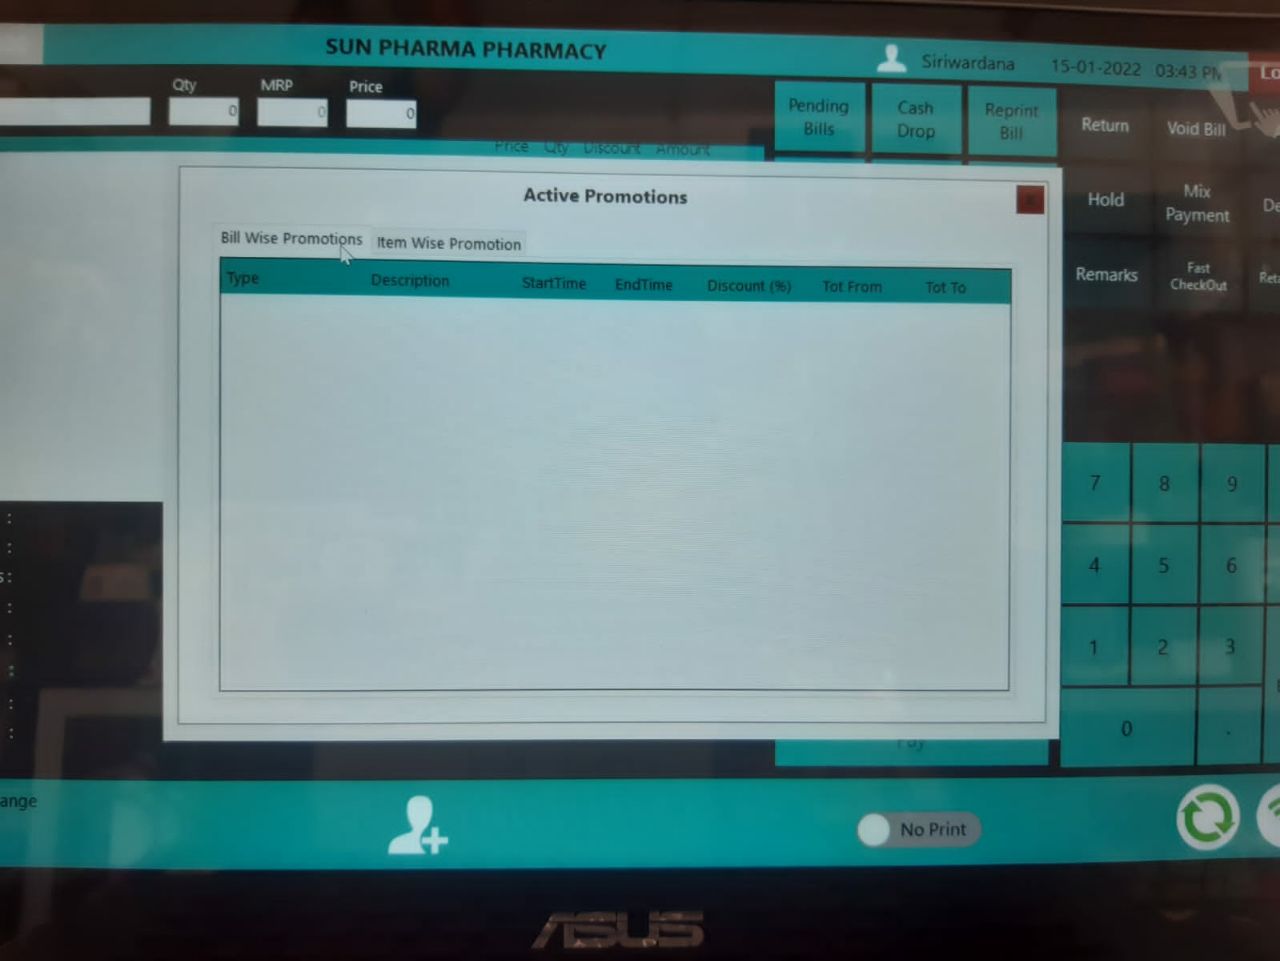 SUN PHARMA PHARMACY
Siriwardana
15-01-2022 03:43 PM
Lo
Qty MRP Price
0 0 0
Pending Bills
Cash Drop
Reprint Bill
Return
Void Bill
Price Qty Discount Amount
Active Promotions
x
Hold
Mix Payment
De
Bill Wise Promotions
Item Wise Promotion
Remarks
Fast CheckOut
Reta
Type Description StartTime EndTime Discount (%) Tot From Tot To
7 8 9
4 5 6
s:
1 2 3
0 .
Pay
ange
No Print
ASUS